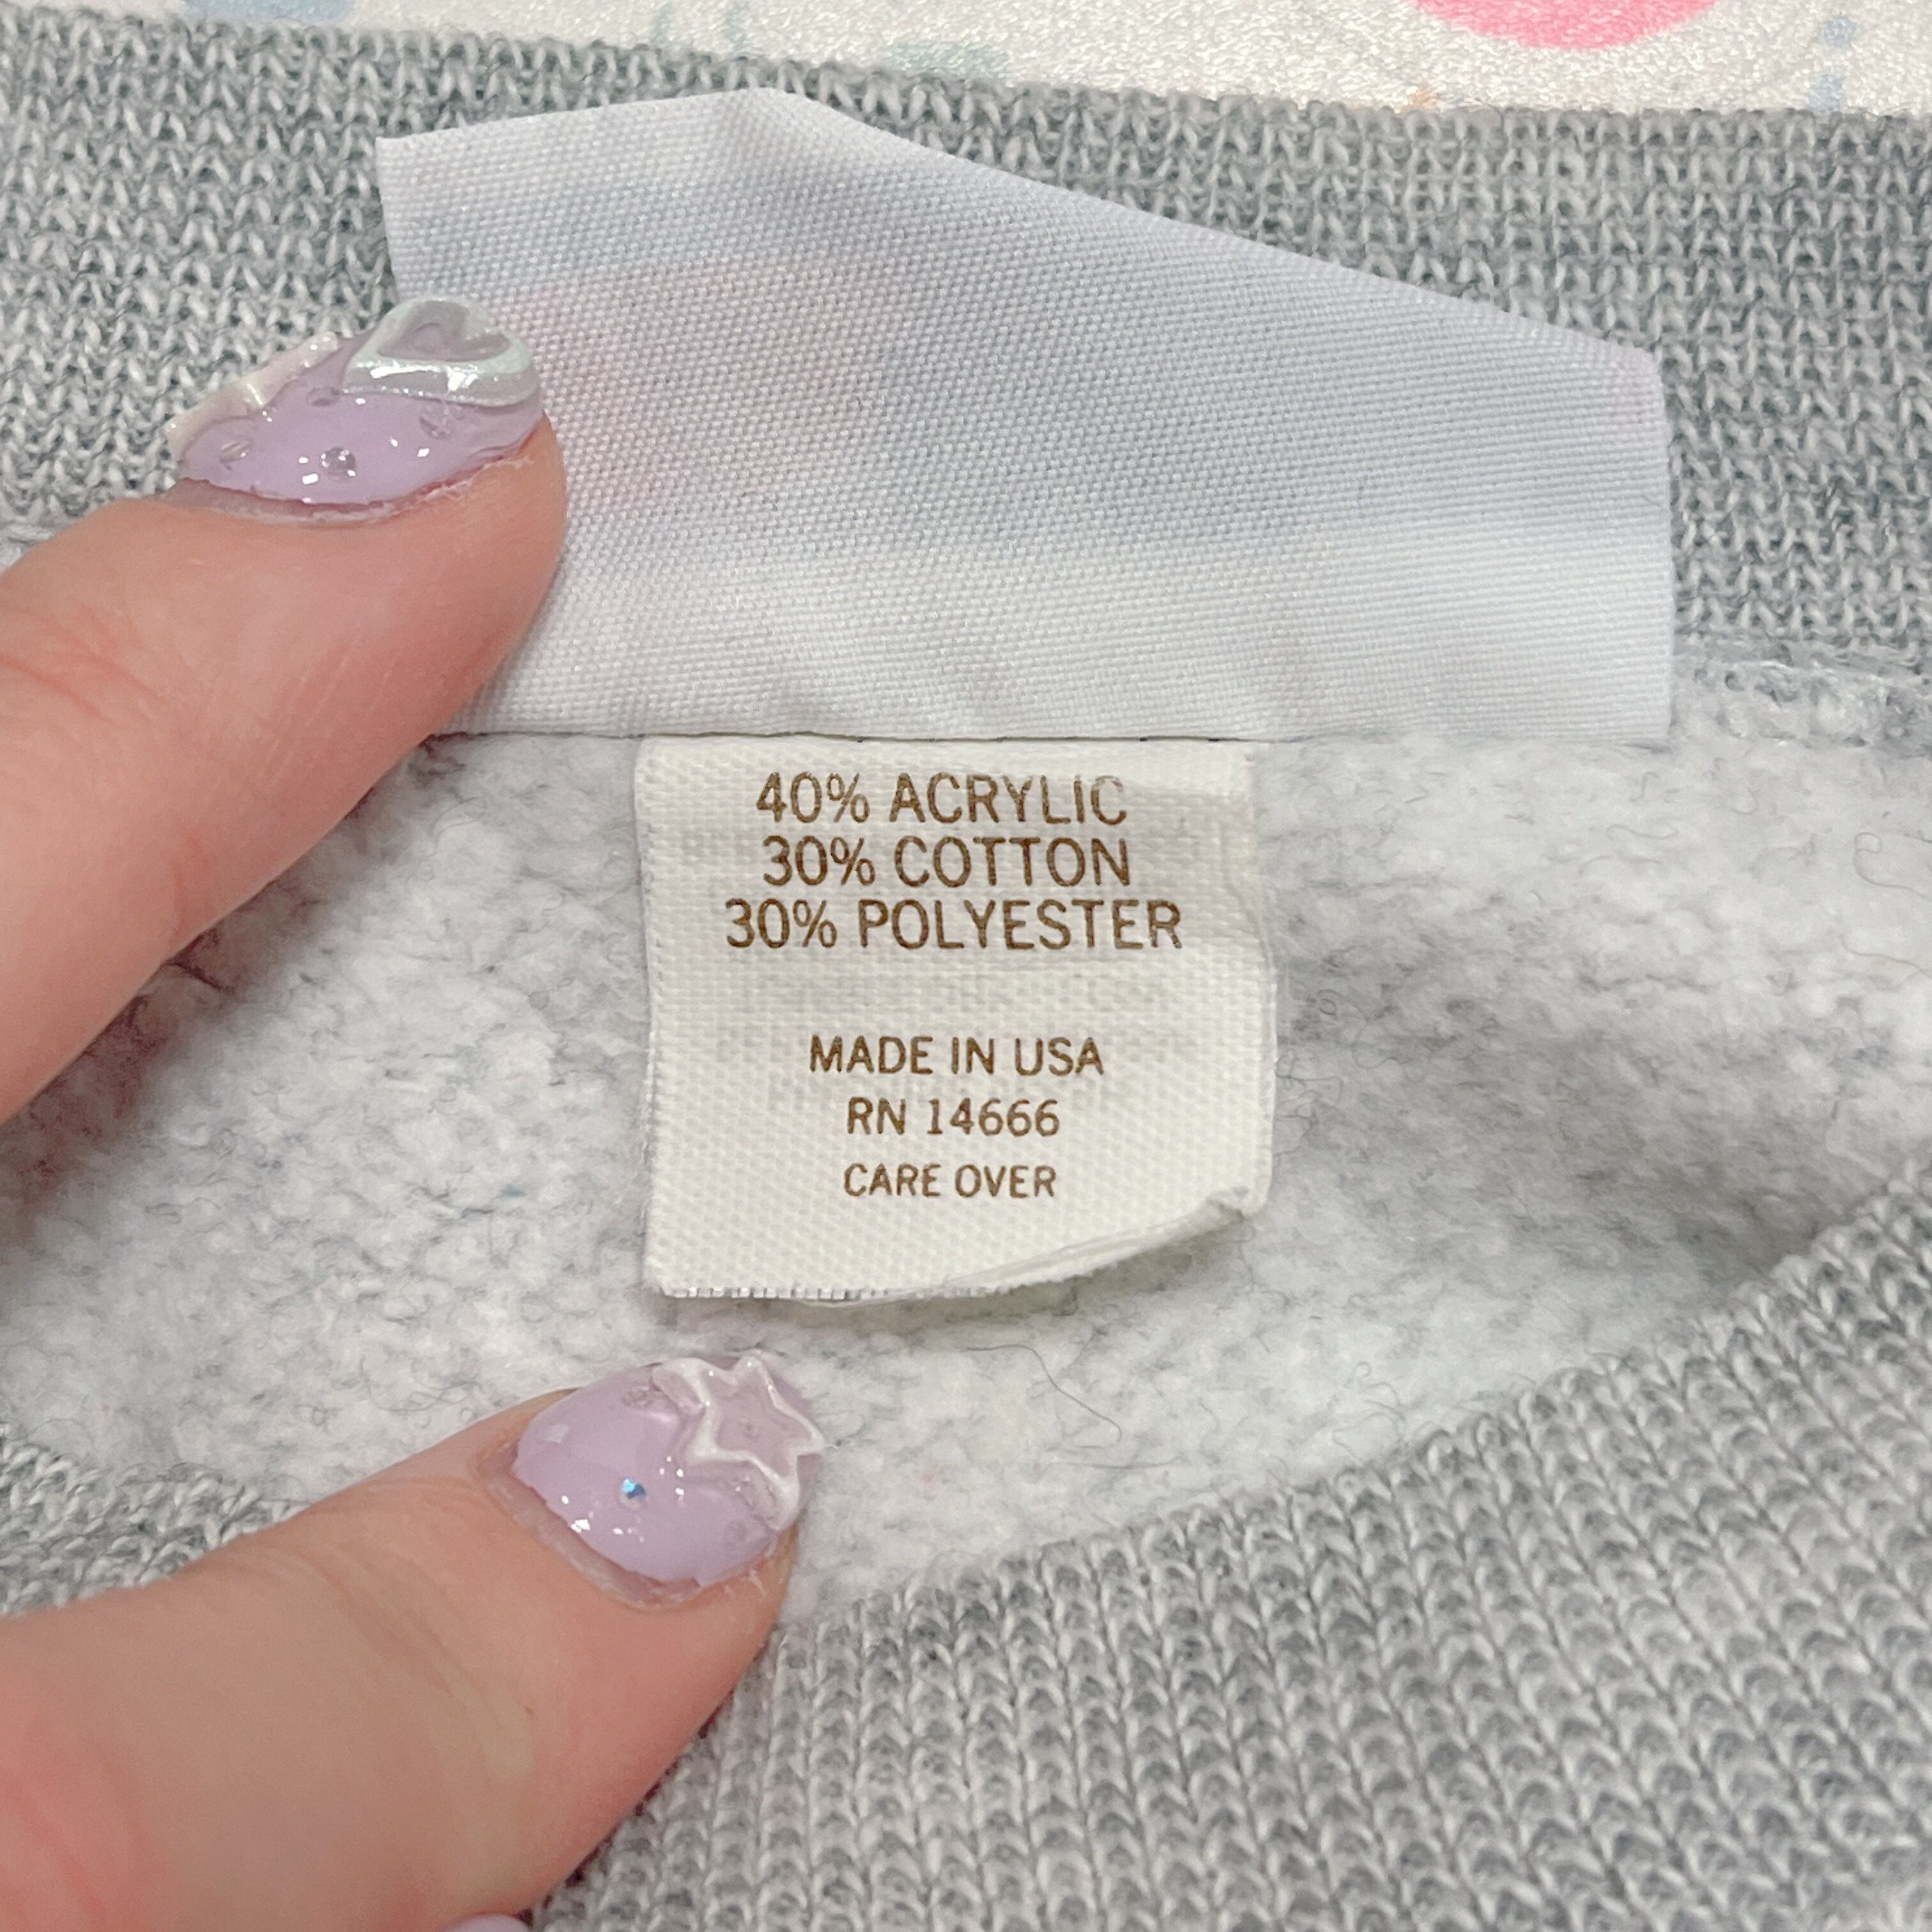 40% ACRYLIC
30% COTTON
30% POLYESTER
MADE IN USA
RN 14666
CARE OVER